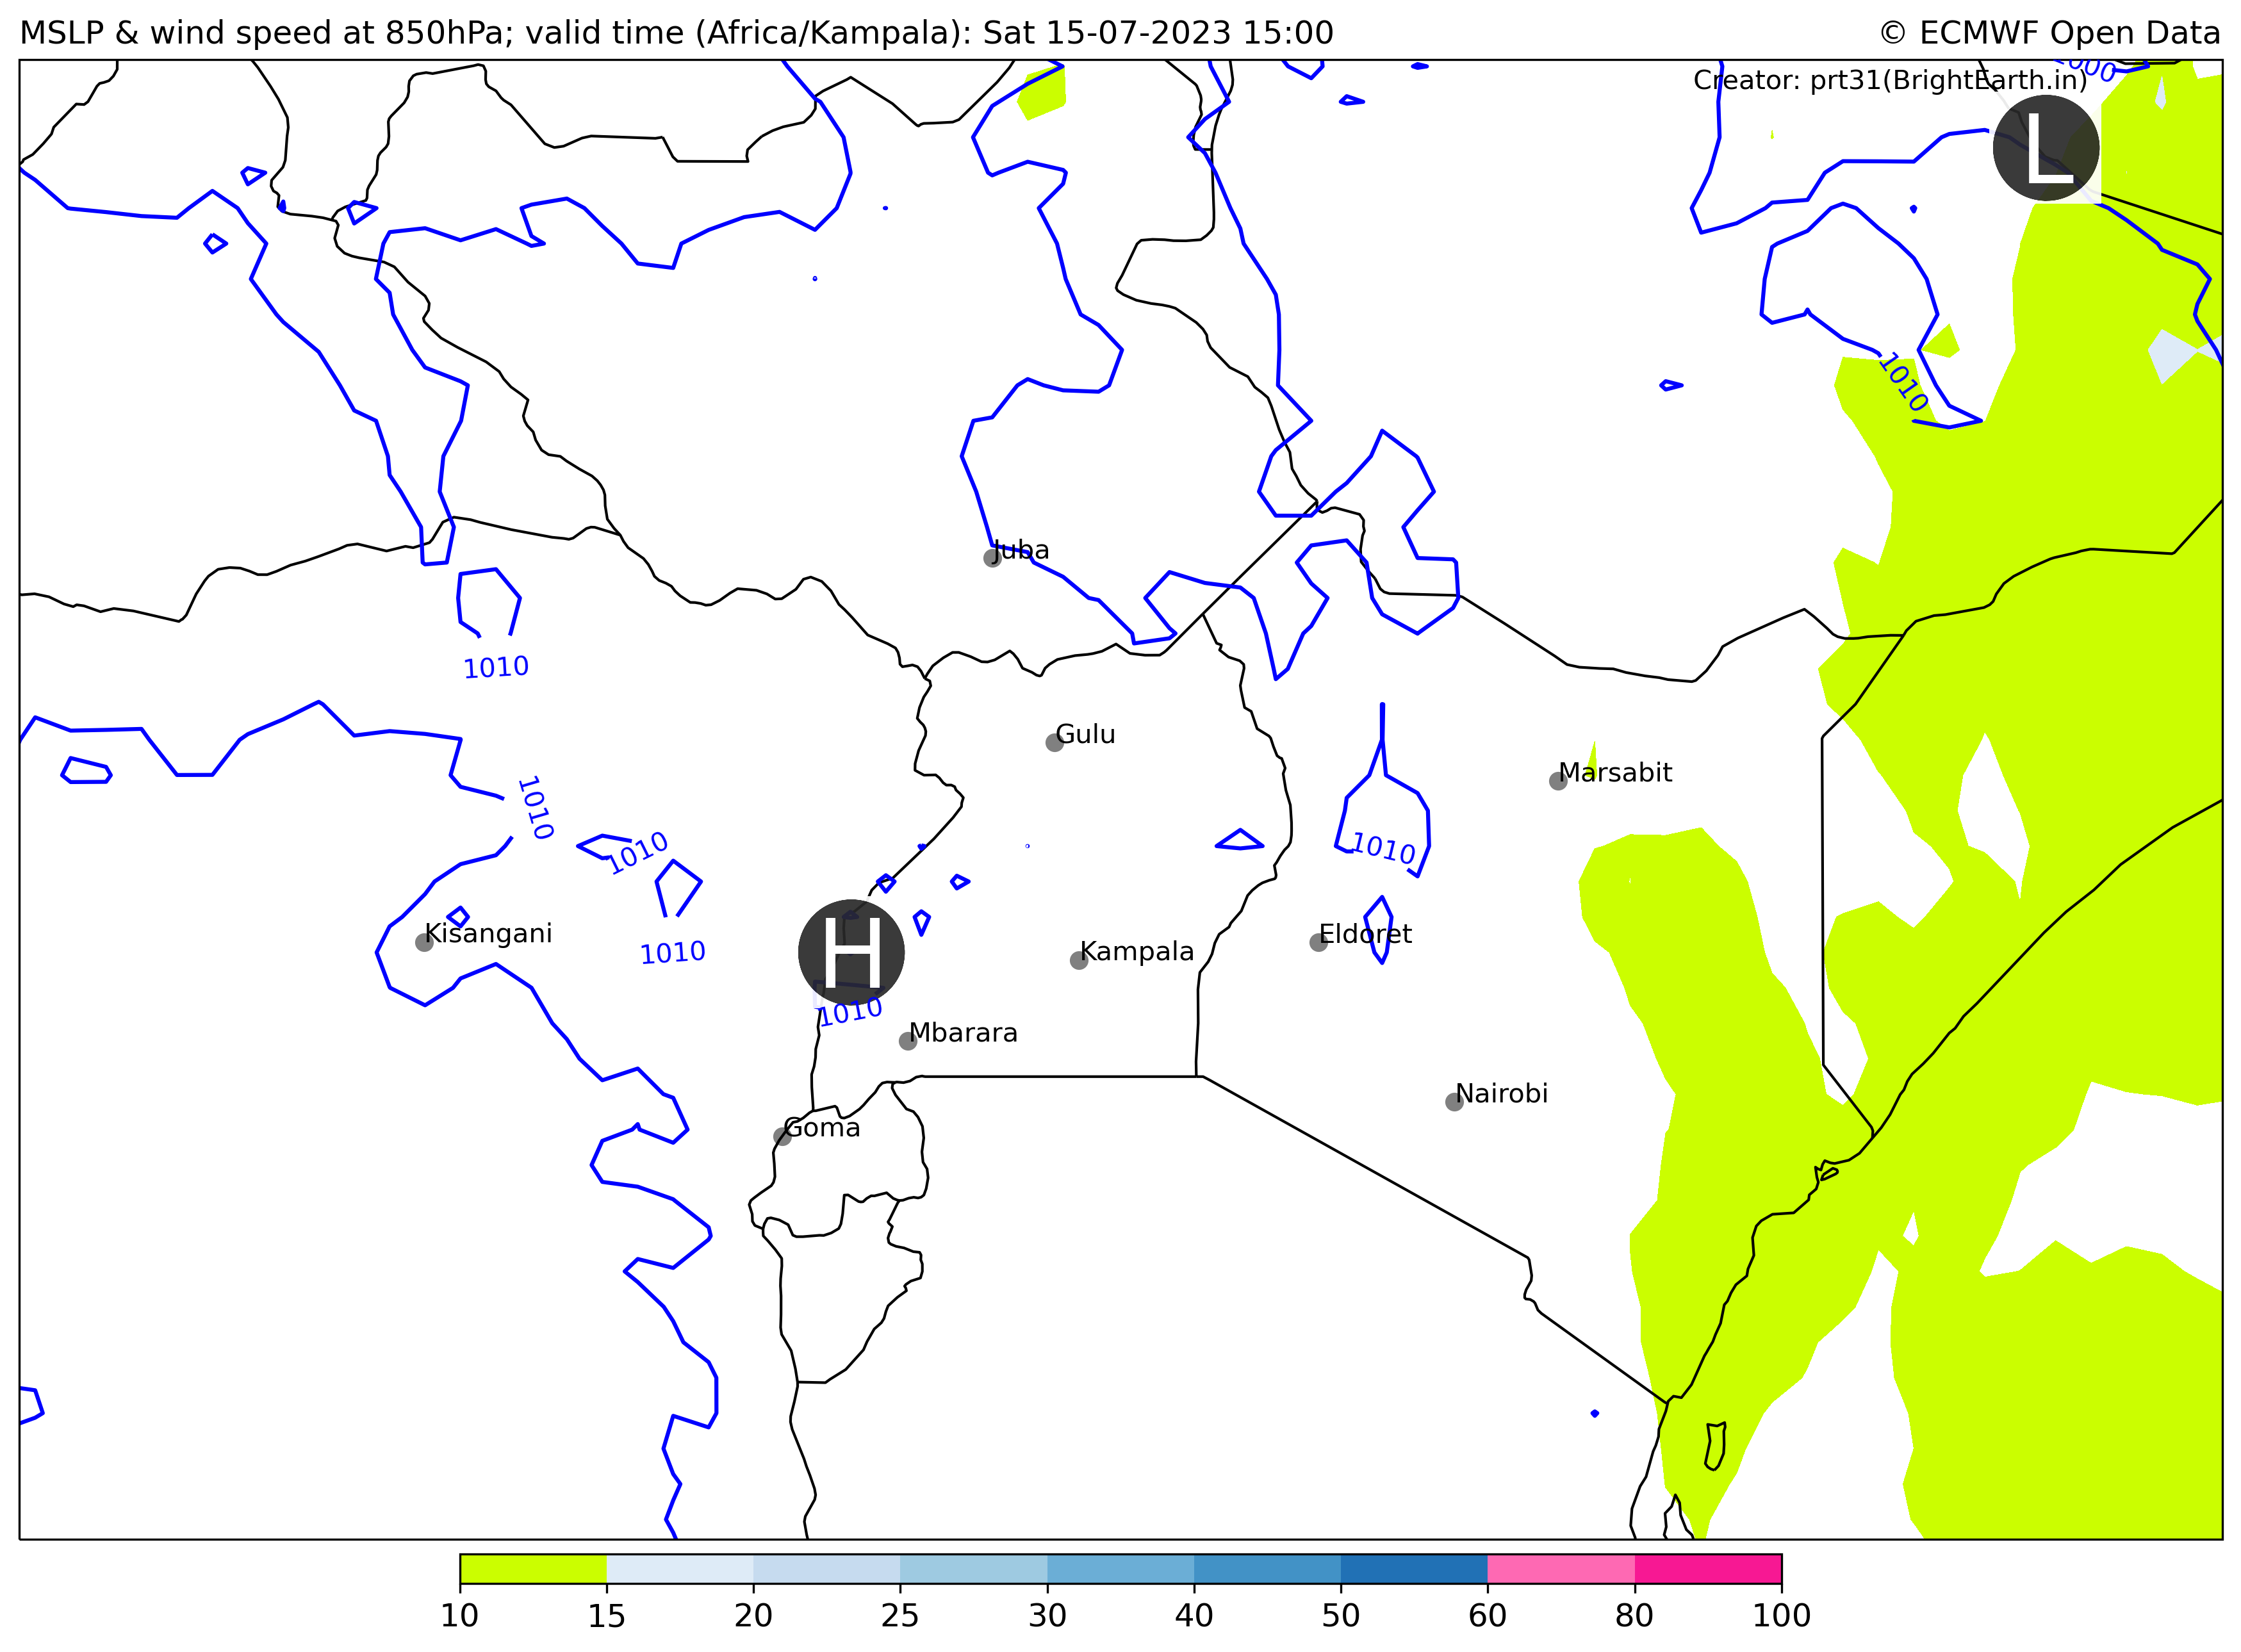 MSLP & wind speed at 850hPa; valid time (Africa/Kampala): Sat 15-07-2023 15:00
© ECMWF Open Data
Creator: prt31(BrightEarth.in)
L
1010
Juba
1010
Gulu
Marsabit
1010
1010
1010
Kisangani
Eldoret
1010
H
Kampala
1010
Mbarara
Nairobi
Goma
10 15 20 25 30 40 50 60 80 100